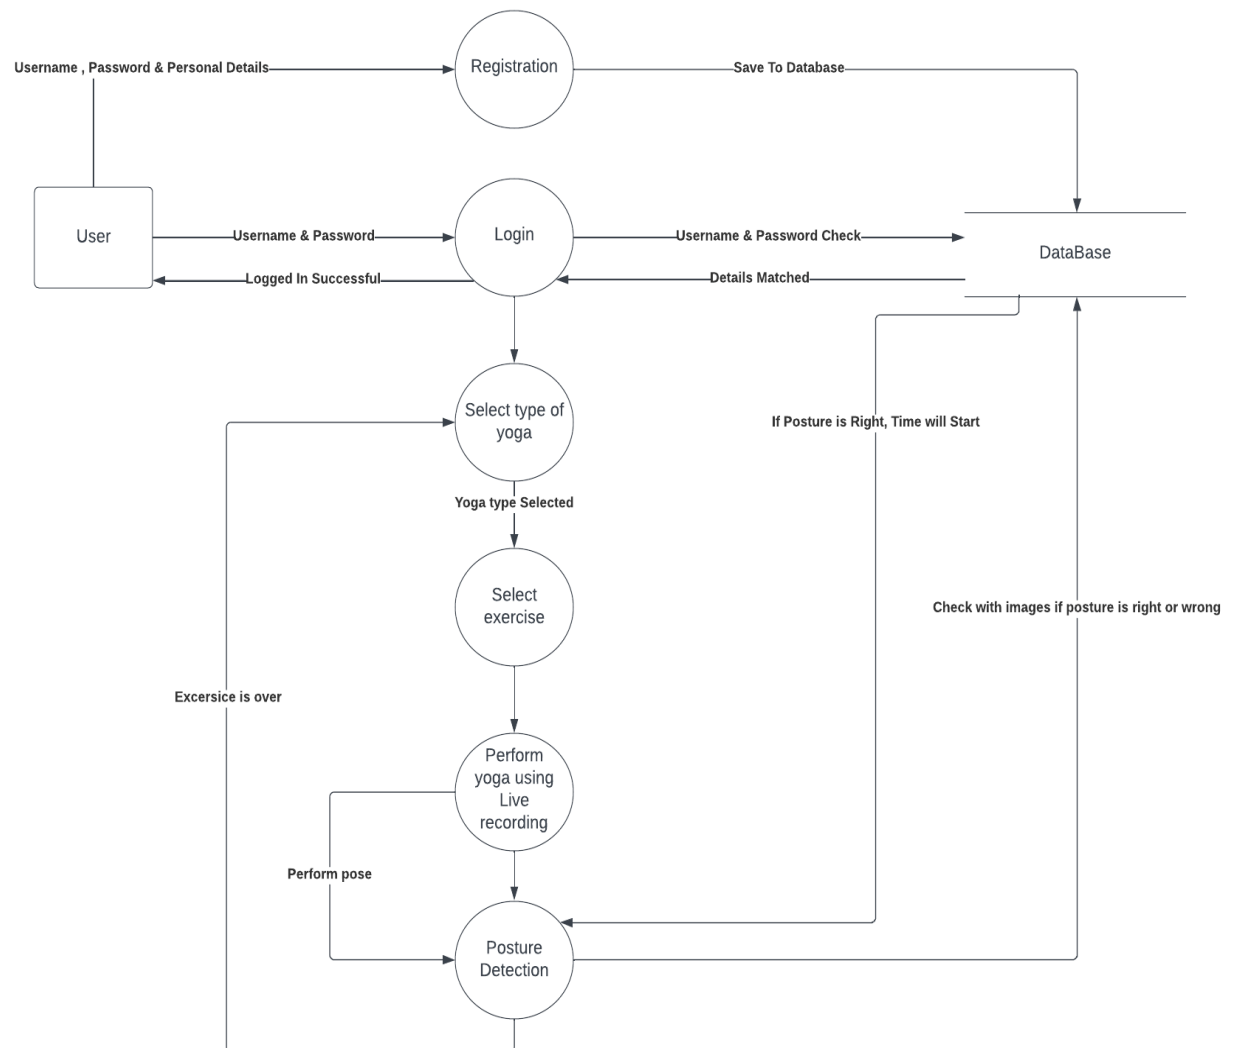 Username , Password & Personal Details
Registration
Save To Database
User
Username & Password
Login
Username & Password Check
DataBase
Logged In Successful
Details Matched
Select type of
yoga
If Posture is Right, Time will Start
Yoga type Selected
Select
exercise
Check with images if posture is right or wrong
Excersice is over
Perform
yoga using
Live
recording
Perform pose
Posture
Detection